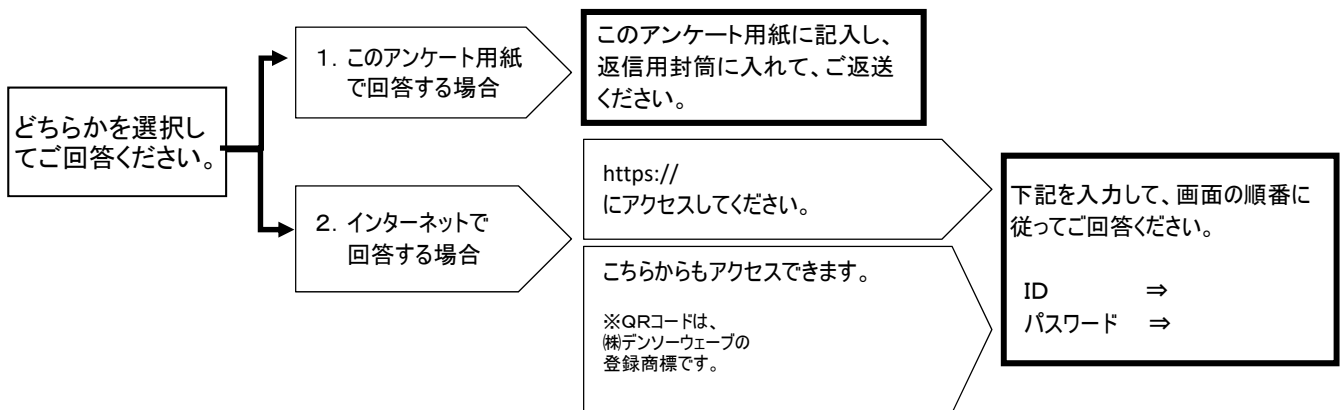 どちらかを選択し
てご回答ください。
1．このアンケート用紙
で回答する場合
このアンケート用紙に記入し、
返信用封筒に入れて、ご返送
ください。
2．インターネットで
回答する場合
https://
にアクセスしてください。
こちらからもアクセスできます。
※QRコードは、
㈱デンソーウェーブの
登録商標です。
下記を入力して、画面の順番に
従ってご回答ください。
ID ⇒
パスワード ⇒